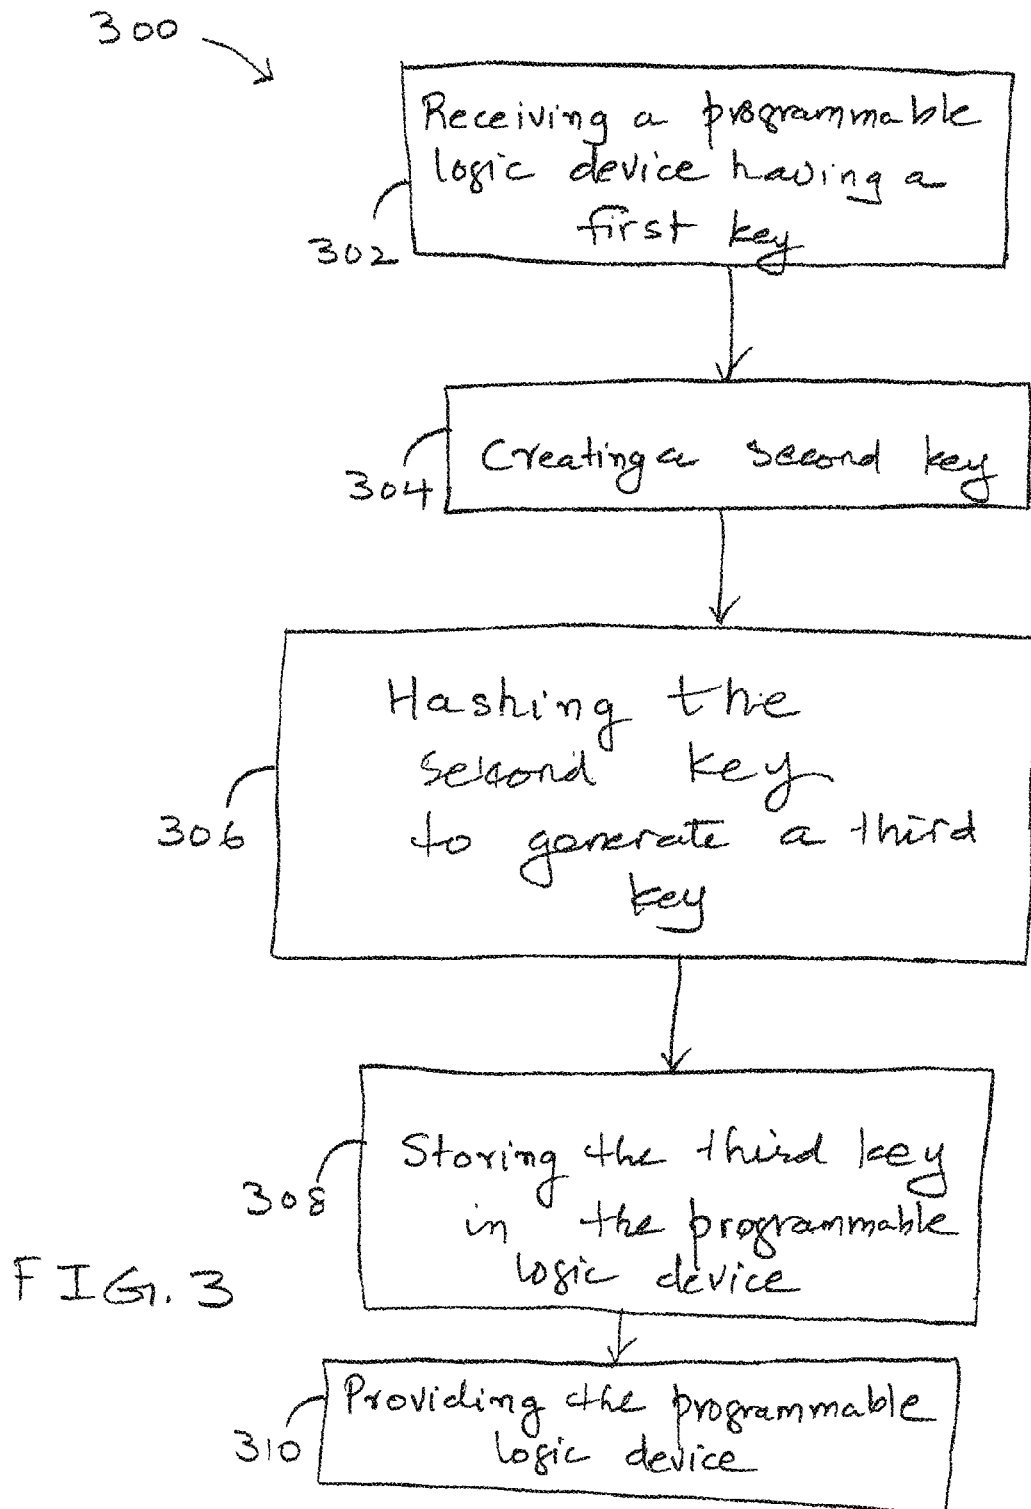 300
Receiving a programmable
logic device having a
first key
302
Creating a second key
304
Hashing the
second key
to generate a third
key
306
Storing the third key
in the programmable
logic device
308
FIG. 3
Providing the programmable
logic device
310